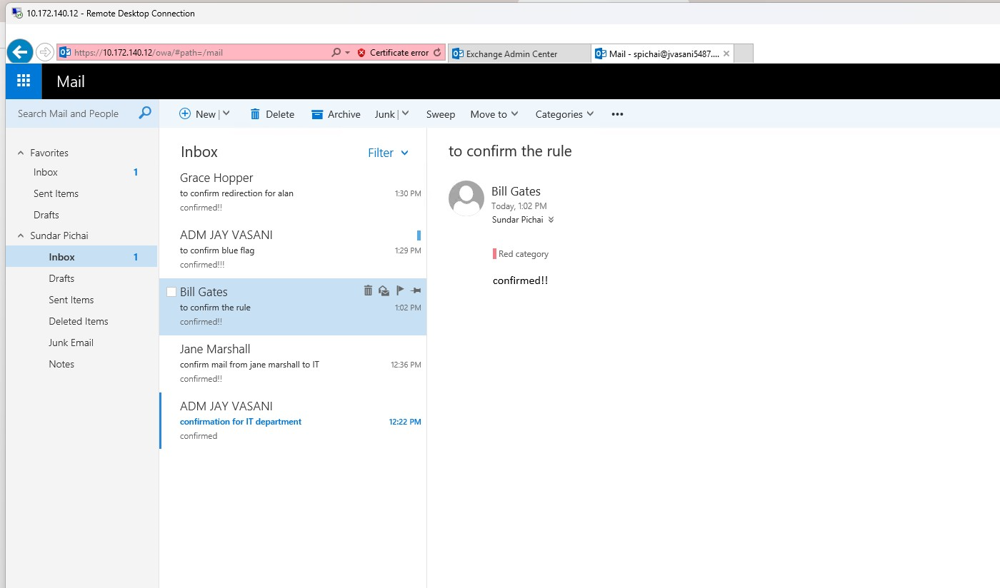 10.172.140.12 - Remote Desktop Connection
https://10.172.140.12/owa/#path=/mail
Certificate error
Exchange Admin Center
Mail - spichai@jvasani5487....
Mail
Search Mail and People
New
Delete
Archive
Junk
Sweep
Move to
Categories
Favorites
Inbox 1
Sent Items
Drafts
Sundar Pichai
Inbox 1
Drafts
Sent Items
Deleted Items
Junk Email
Notes
Inbox
Filter
Grace Hopper
to confirm redirection for alan 1:30 PM
confirmed!!
ADM JAY VASANI
to confirm blue flag 1:29 PM
confirmed!!!
Bill Gates
to confirm the rule 1:02 PM
confirmed!!
Jane Marshall
confirm mail from jane marshall to IT 12:36 PM
confirmed!!
ADM JAY VASANI
confirmation for IT department 12:22 PM
confirmed
to confirm the rule
Bill Gates
Today, 1:02 PM
Sundar Pichai
Red category
confirmed!!